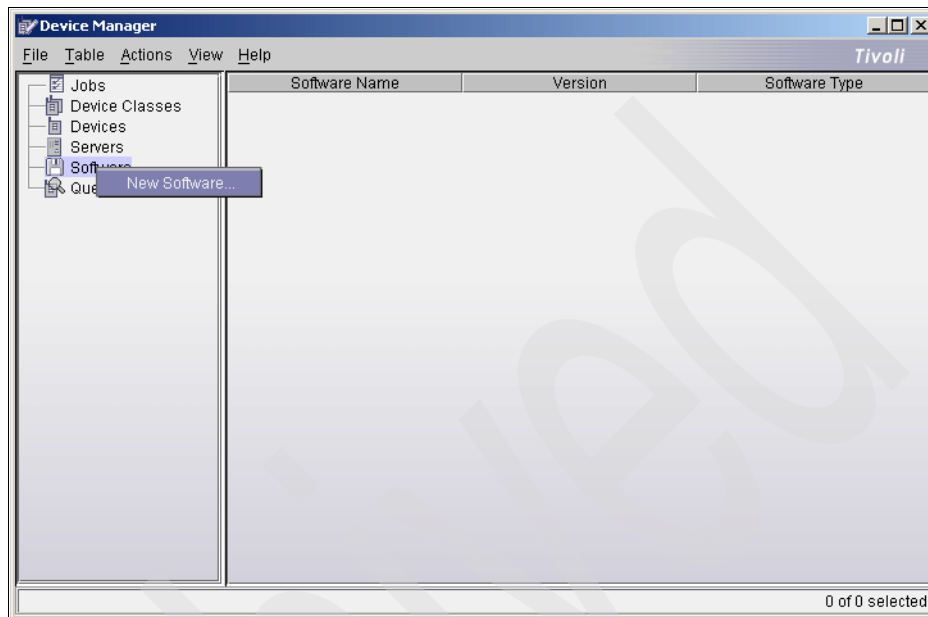 Device Manager
File Table Actions View Help
Tivoli
Jobs
Device Classes
Devices
Servers
Software
New Software...
Software Name Version Software Type
0 of 0 selected